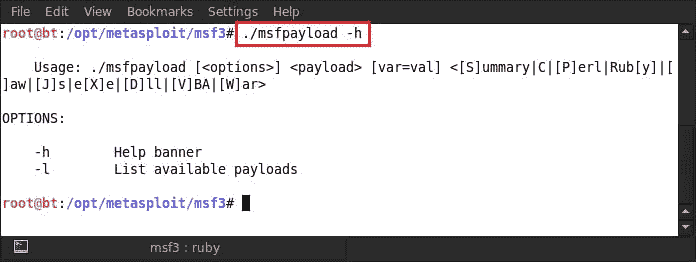 File Edit View Bookmarks Settings Help
root@bt:/opt/metasploit/msf3# ./msfpayload -h
Usage: ./msfpayload [<options>] <payload> [var=val] <[S]ummary|C|[P]erl|Rub[y]|[
]aw|[J]s|e[X]e|[D]ll|[V]BA|[W]ar>
OPTIONS:
-h Help banner
-l List available payloads
root@bt:/opt/metasploit/msf3#
msf3 : ruby